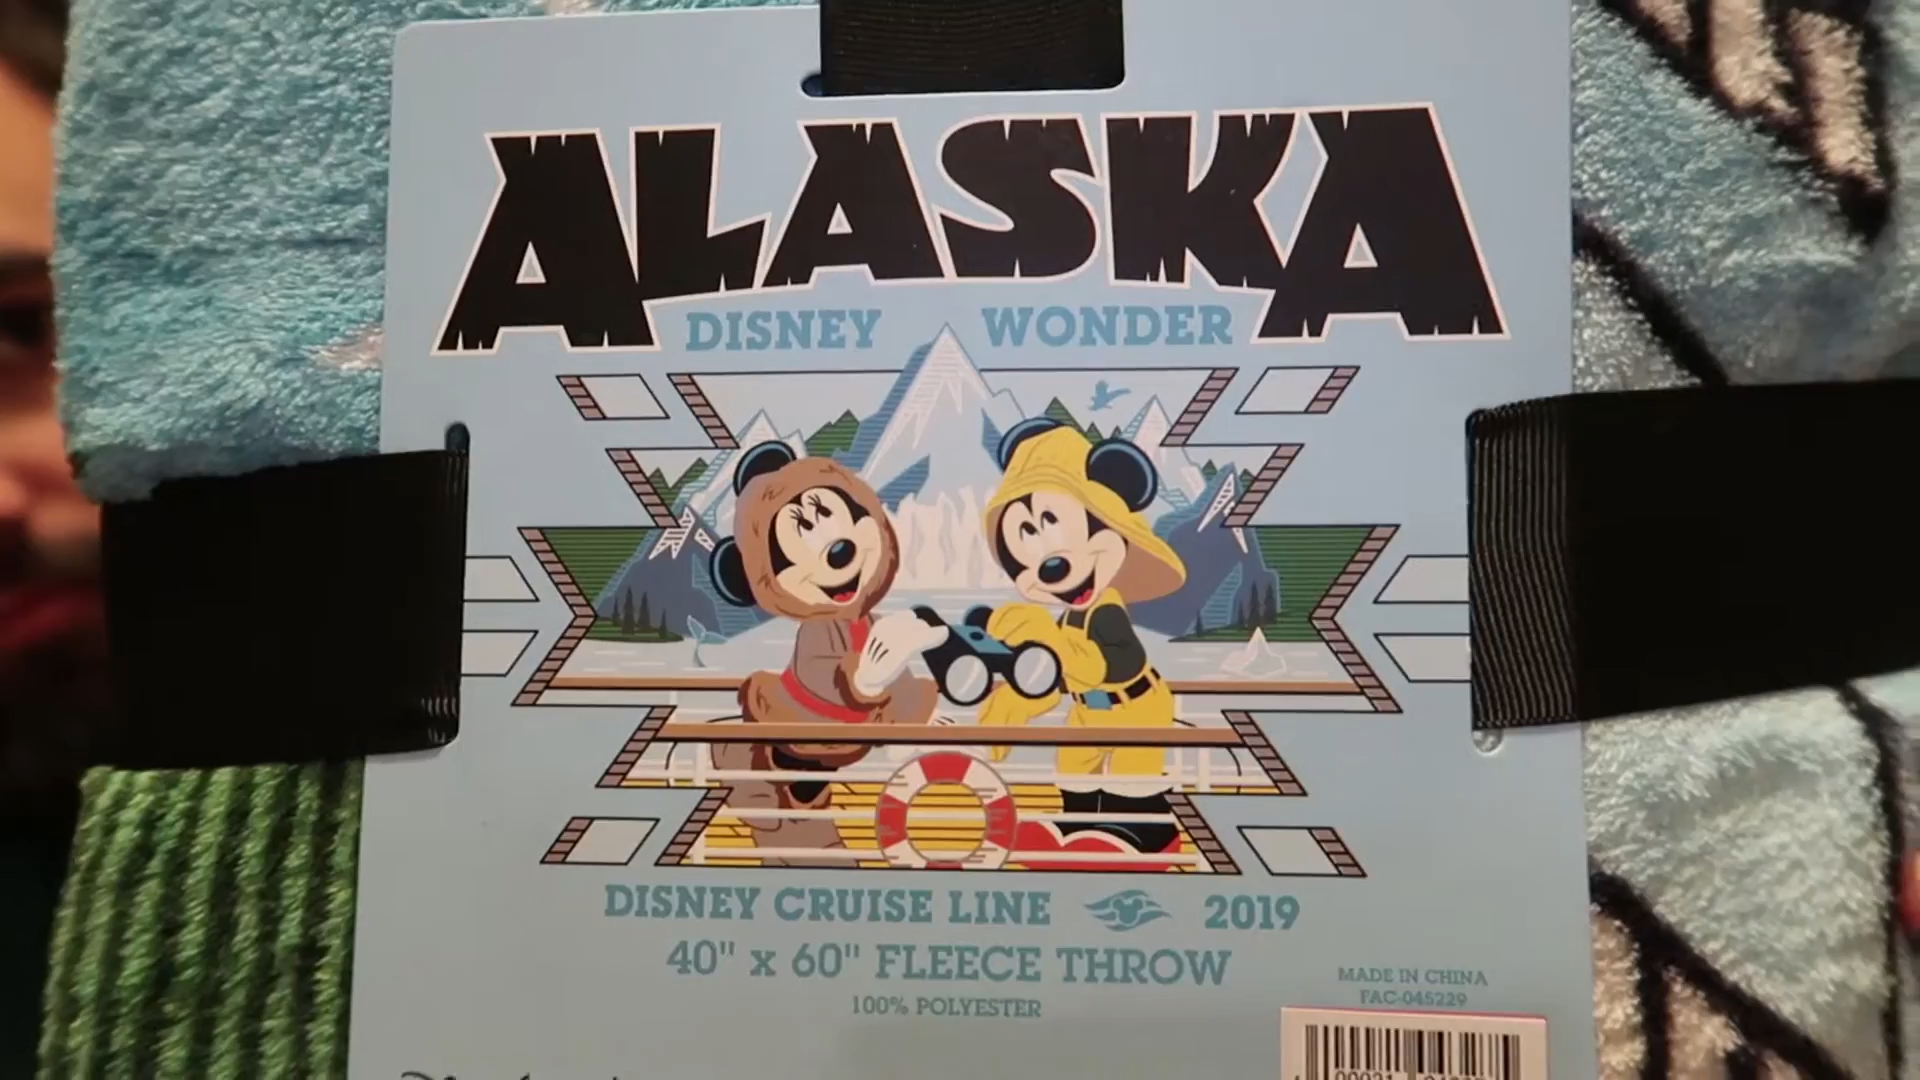 ALASKA
DISNEY WONDER
DISNEY CRUISE LINE 2019
40" x 60" FLEECE THROW
100% POLYESTER
MADE IN CHINA
FAC-045229